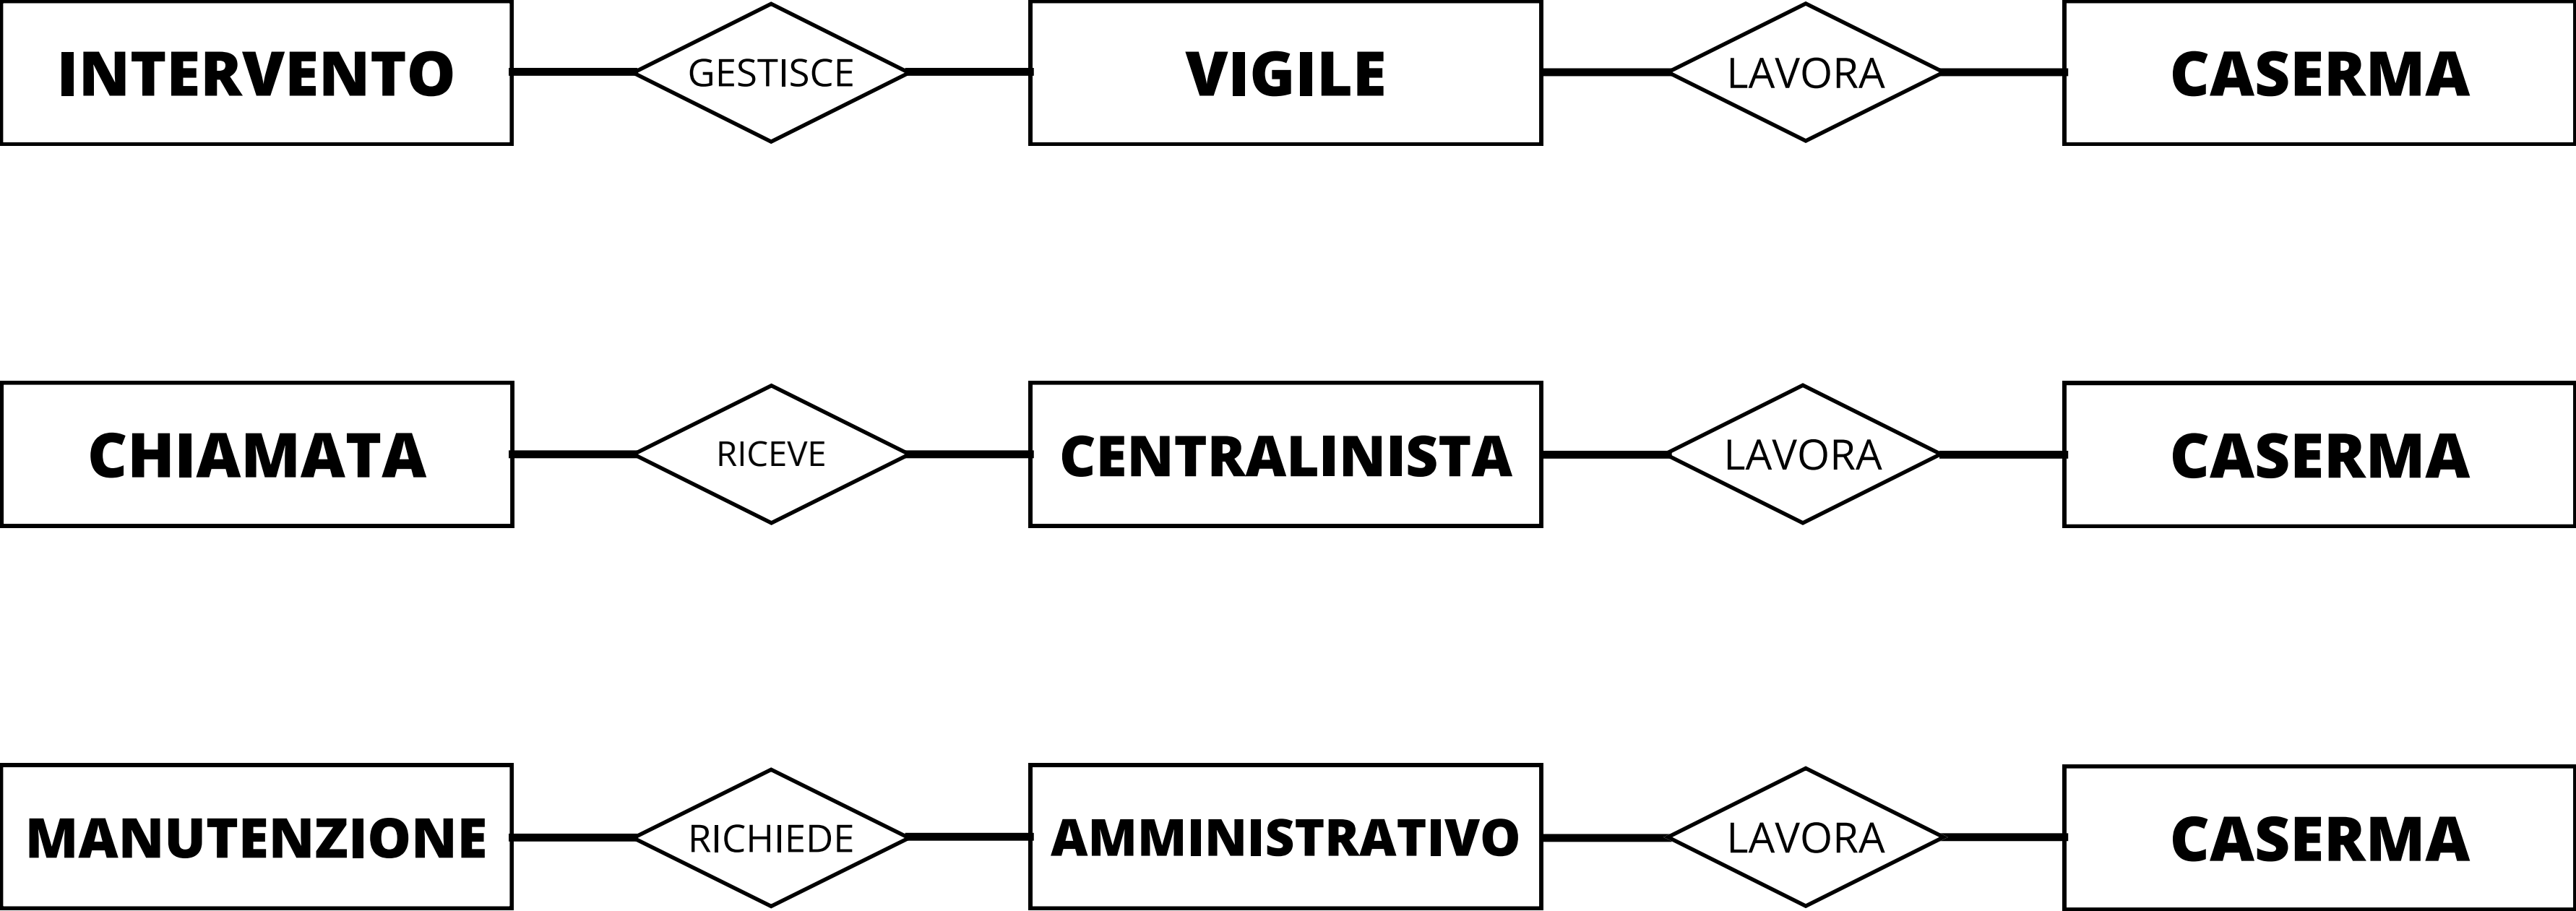 INTERVENTO GESTISCE VIGILE LAVORA CASERMA
CHIAMATA RICEVE CENTRALINISTA LAVORA CASERMA
MANUTENZIONE RICHIEDE AMMINISTRATIVO LAVORA CASERMA